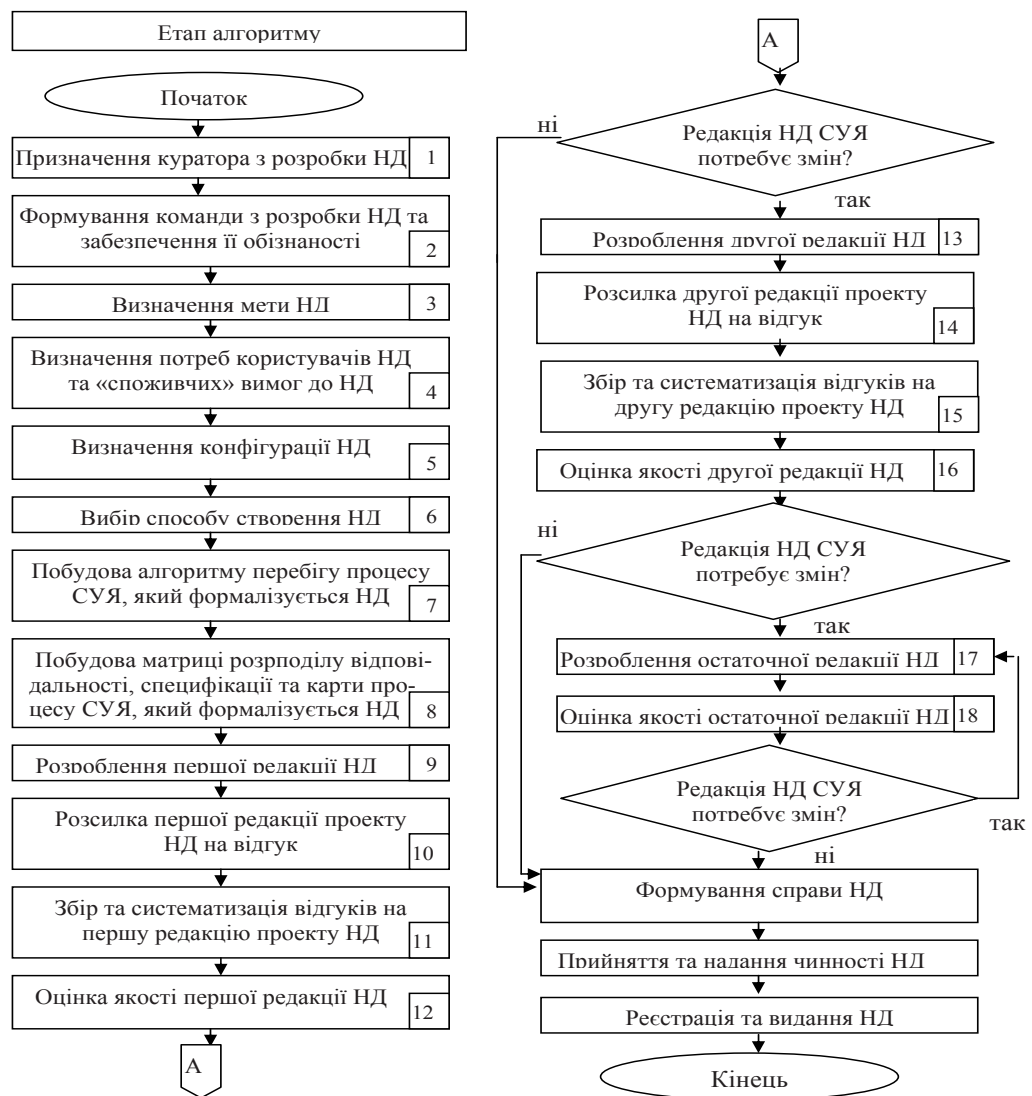 Етап алгоритму
Початок
Призначення куратора з розробки НД
1
Формування команди з розробки НД та
забезпечення її обізнаності
2
Визначення мети НД
3
Визначення потреб користувачів НД
та «споживчих» вимог до НД
4
Визначення конфігурації НД
5
Вибір способу створення НД
6
Побудова алгоритму перебігу процесу
СУЯ, який формалізується НД
7
Побудова матриці розрподілу відпові-
дальності, специфікації та карти про-
цесу СУЯ, який формалізується НД
8
Розроблення першої редакції НД
9
Розсилка першої редакції проекту
НД на відгук
10
Збір та систематизація відгуків на
першу редакцію проекту НД
11
Оцінка якості першої редакції НД
12
А
А
ні
Редакція НД СУЯ
потребує змін?
так
Розроблення другої редакції НД
13
Розсилка другої редакції проекту
НД на відгук
14
Збір та систематизація відгуків на
другу редакцію проекту НД
15
Оцінка якості другої редакції НД
16
ні
Редакція НД СУЯ
потребує змін?
так
Розроблення остаточної редакції НД
17
Оцінка якості остаточної редакції НД
18
Редакція НД СУЯ
потребує змін?
так
ні
Формування справи НД
Прийняття та надання чинності НД
Реєстрація та видання НД
Кінець